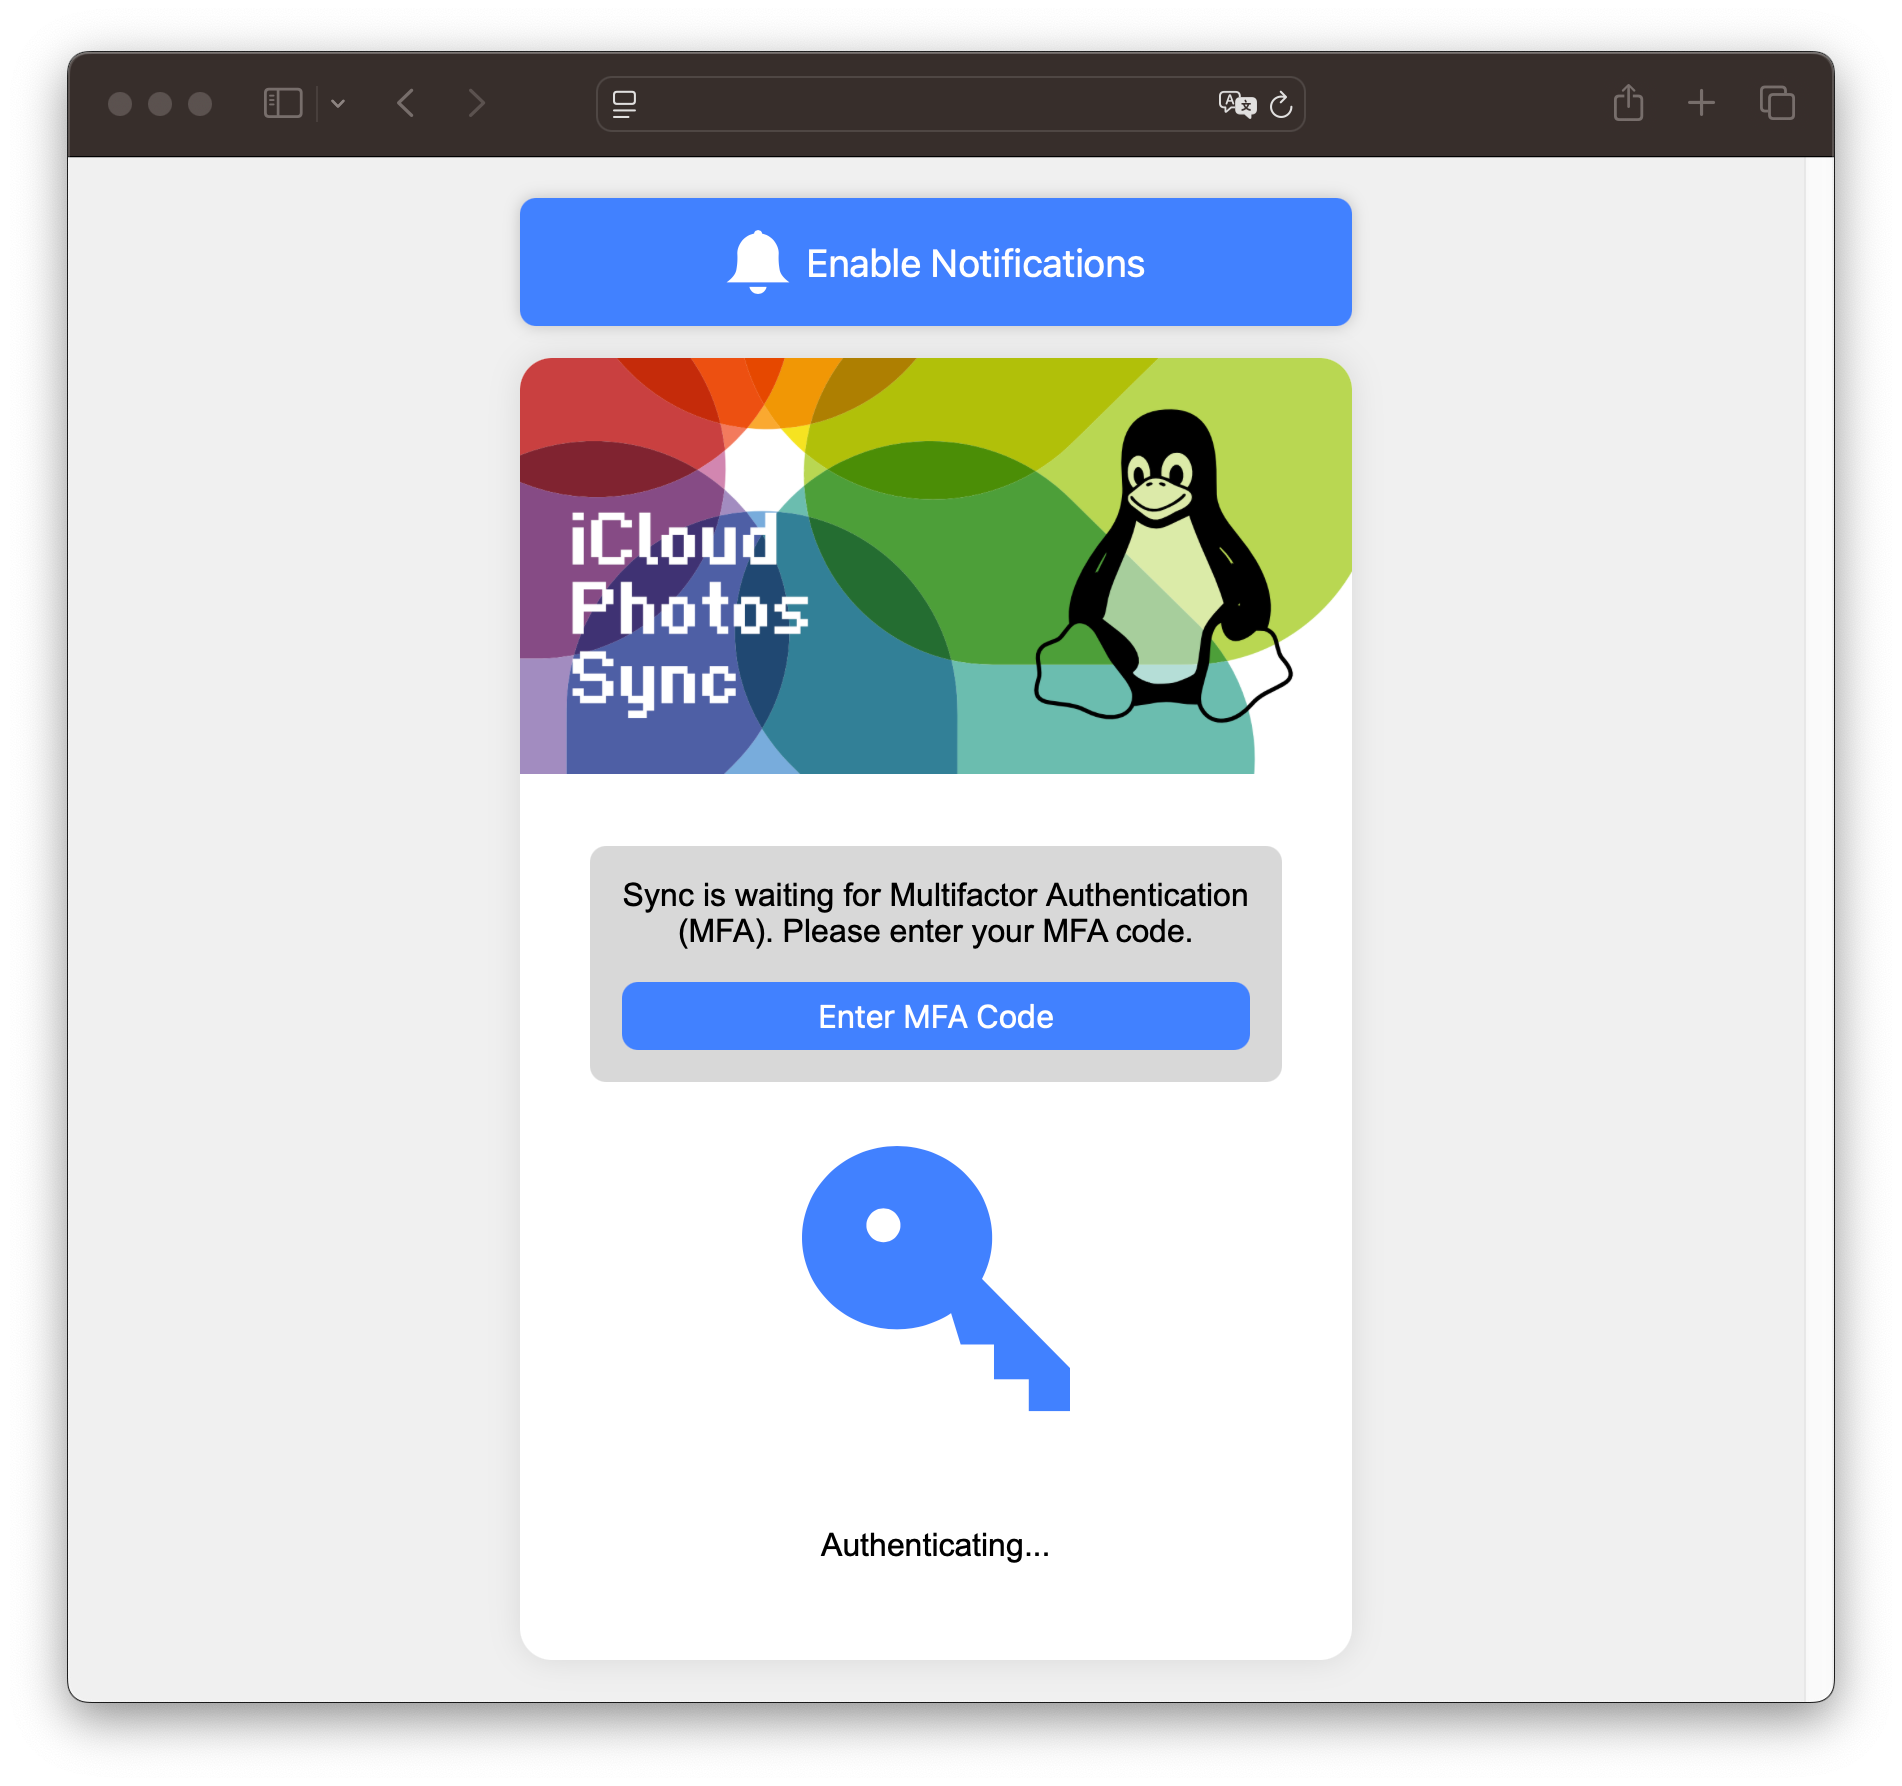 Enable Notifications
iCloud
Photos
Sync
Sync is waiting for Multifactor Authentication
(MFA). Please enter your MFA code.
Enter MFA Code
Authenticating...